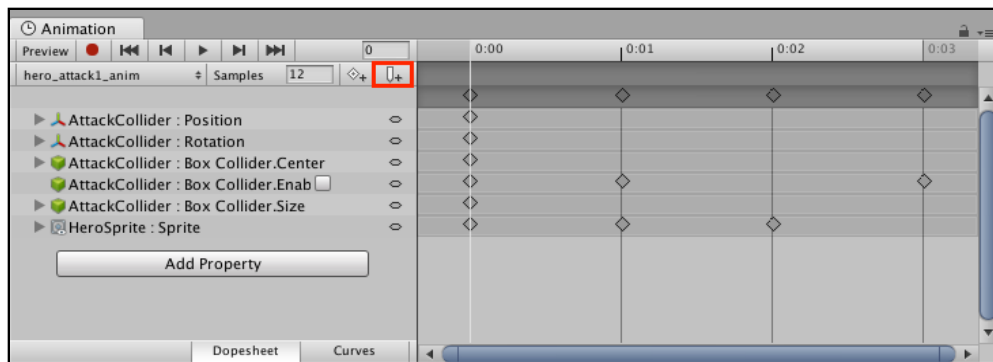 Animation
Preview 0 0:00 0:01 0:02 0:03
hero_attack1_anim Samples 12
AttackCollider : Position
AttackCollider : Rotation
AttackCollider : Box Collider.Center
AttackCollider : Box Collider.Enab
AttackCollider : Box Collider.Size
HeroSprite : Sprite
Add Property
Dopesheet Curves